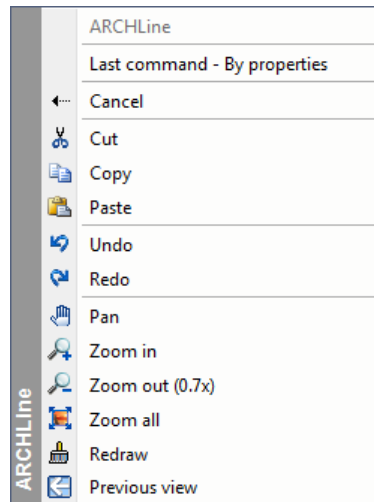 ARCHLine
Last command - By properties
Cancel
Cut
Copy
Paste
Undo
Redo
Pan
Zoom in
Zoom out (0.7x)
Zoom all
Redraw
Previous view
ARCHLIne